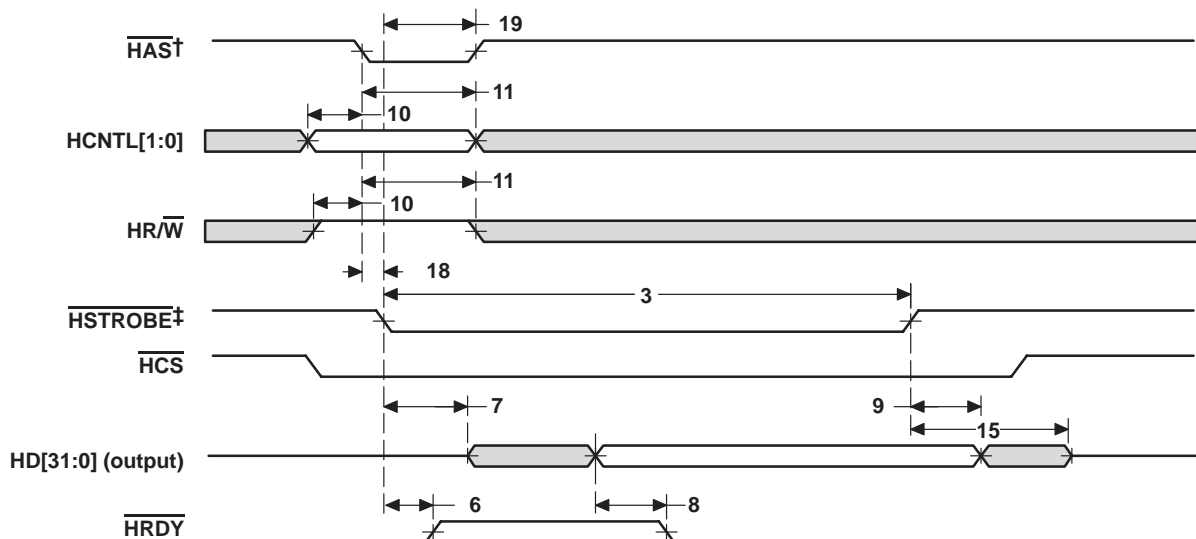 19
HAS†
11
10
HCNTL[1:0]
11
10
HR/W
18
3
HSTROBE‡
HCS
7
9
15
HD[31:0] (output)
6
8
HRDY